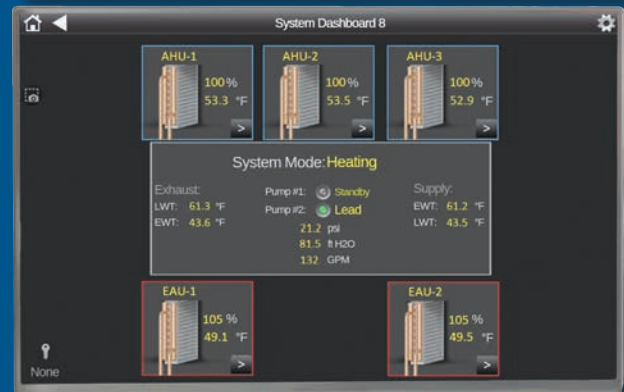 System Dashboard 8
AHU-1
100 %
53.3 °F
>
AHU-2
100 %
53.5 °F
>
AHU-3
100 %
52.9 °F
>
System Mode: Heating
Exhaust:
LWT: 61.3 °F
EWT: 43.6 °F
Pump #1: Standby
Pump #2: Lead
21.2 psi
81.5 ft H2O
132 GPM
Supply:
EWT: 61.2 °F
LWT: 43.5 °F
EAU-1
105 %
49.1 °F
>
EAU-2
105 %
49.5 °F
>
None